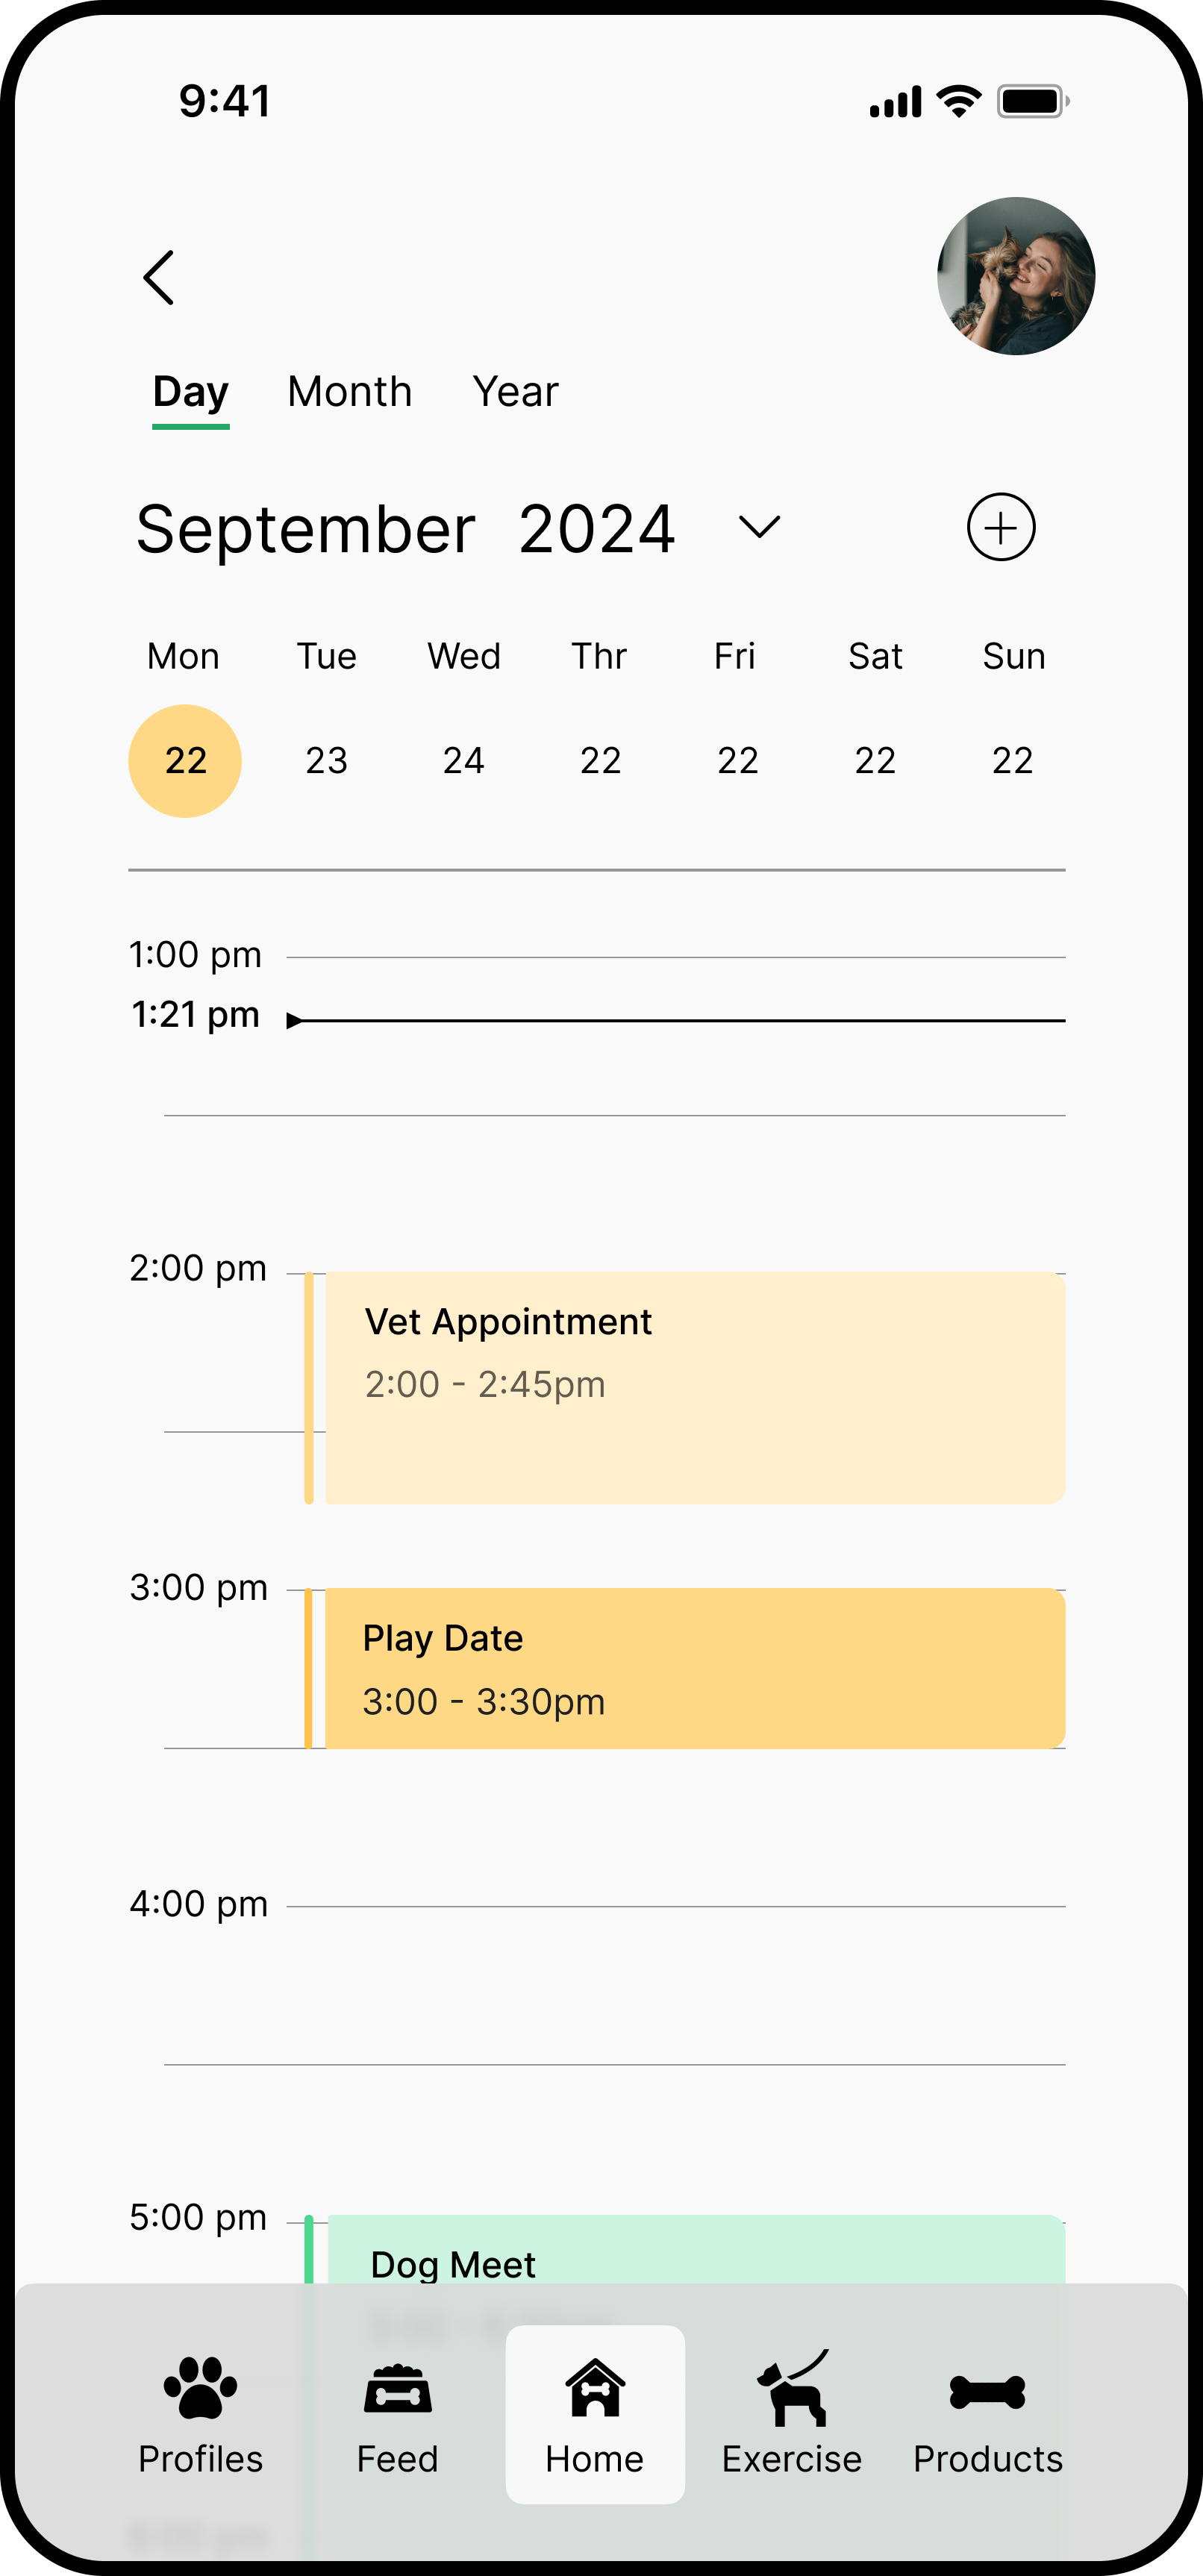 9:41
Day Month Year
September 2024
Mon Tue Wed Thr Fri Sat Sun
22 23 24 22 22 22 22
1:00 pm
1:21 pm
2:00 pm
Vet Appointment
2:00 - 2:45pm
3:00 pm
Play Date
3:00 - 3:30pm
4:00 pm
5:00 pm
Dog Meet
Profiles Feed Home Exercise Products